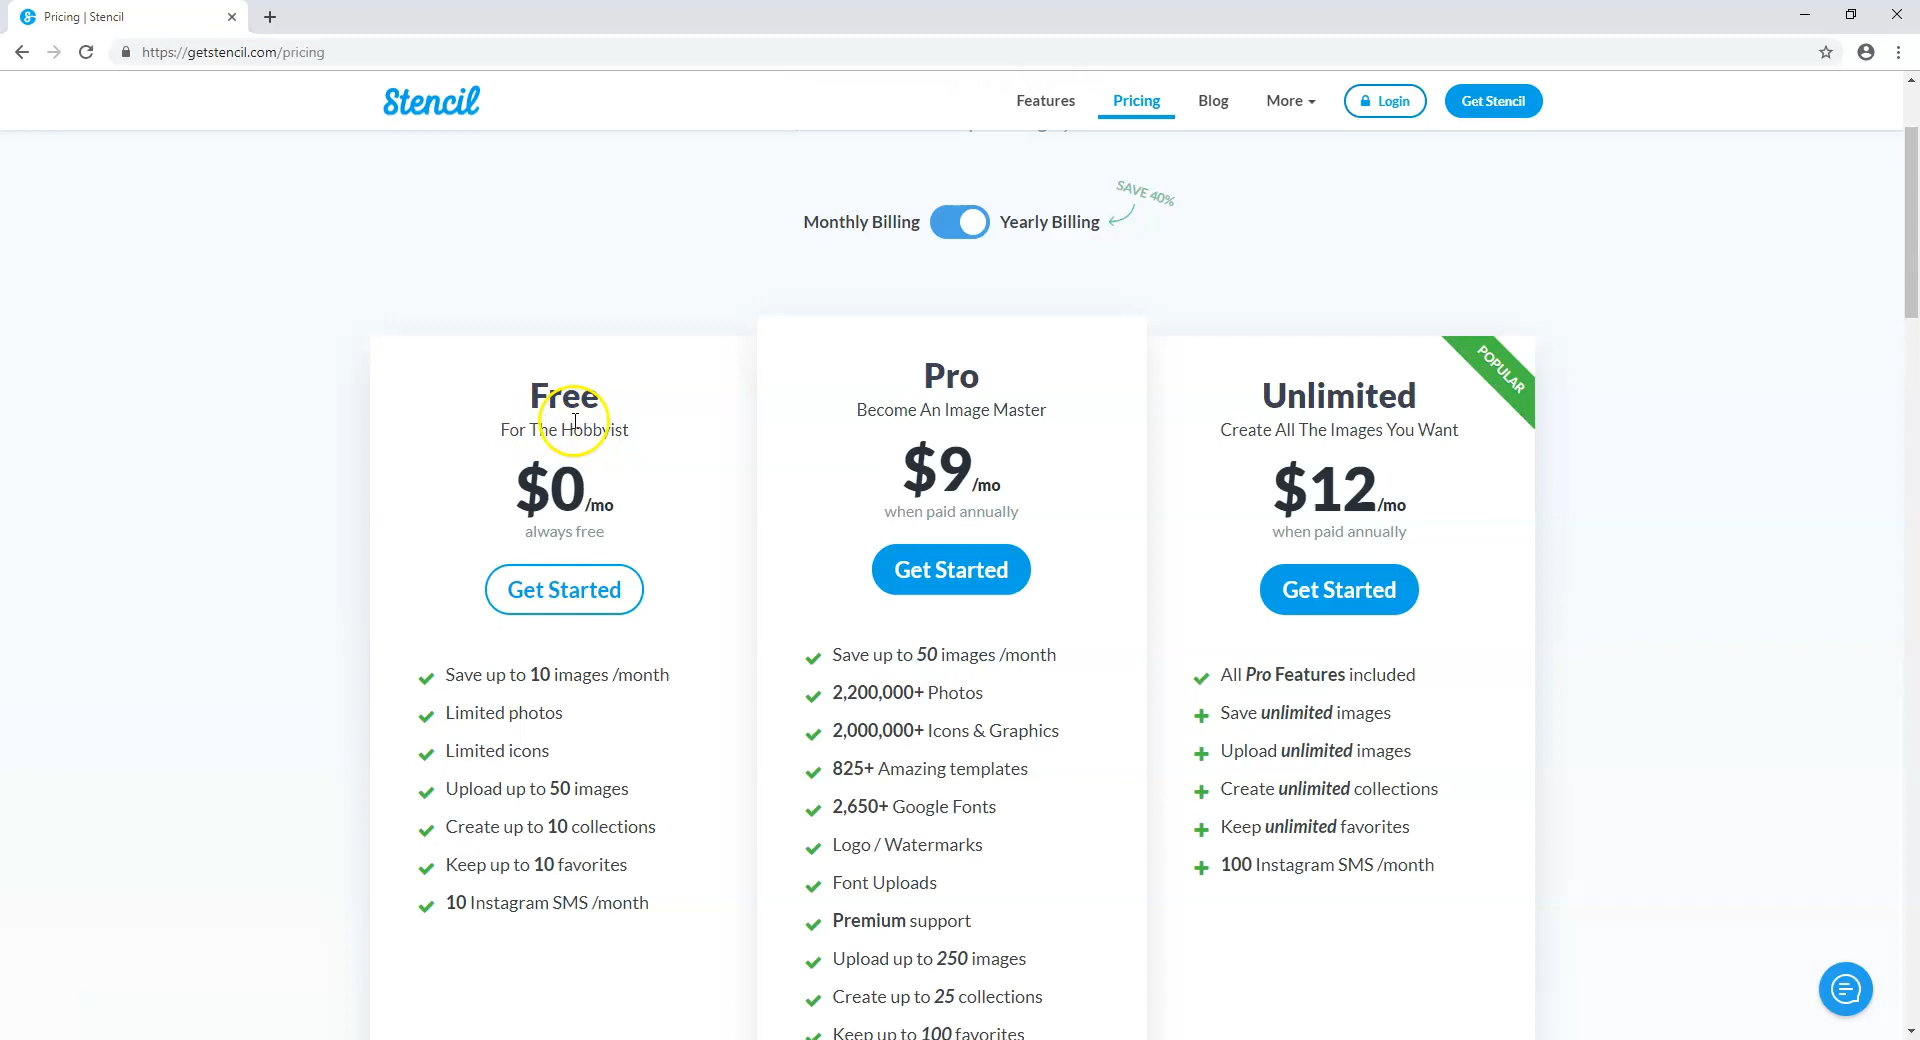 Pricing | Stencil
https://getstencil.com/pricing
Stencil
Features
Pricing
Blog
More
Login
Get Stencil
SAVE 40%
Monthly Billing
Yearly Billing
Free
For The Hobbyist
$0/mo
always free
Get Started
Save up to 10 images /month
Limited photos
Limited icons
Upload up to 50 images
Create up to 10 collections
Keep up to 10 favorites
10 Instagram SMS /month
Pro
Become An Image Master
$9/mo
when paid annually
Get Started
Save up to 50 images /month
2,200,000+ Photos
2,000,000+ Icons & Graphics
825+ Amazing templates
2,650+ Google Fonts
Logo / Watermarks
Font Uploads
Premium support
Upload up to 250 images
Create up to 25 collections
Keep up to 100 favorites
POPULAR
Unlimited
Create All The Images You Want
$12/mo
when paid annually
Get Started
All Pro Features included
Save unlimited images
Upload unlimited images
Create unlimited collections
Keep unlimited favorites
100 Instagram SMS /month